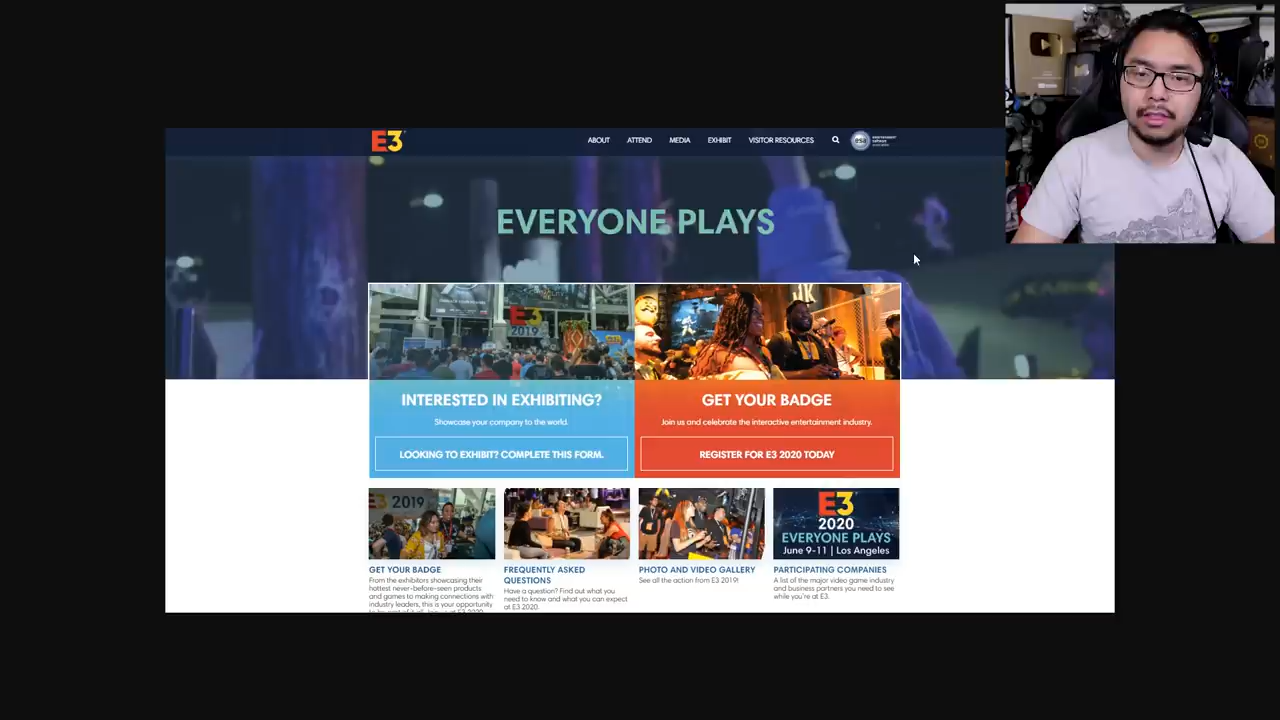 E3
ABOUT ATTEND MEDIA EXHIBIT VISITOR RESOURCES
esa
EVERYONE PLAYS
E3
2019
INTERESTED IN EXHIBITING?
Showcase your company to the world.
LOOKING TO EXHIBIT? COMPLETE THIS FORM.
GET YOUR BADGE
Join us and celebrate the interactive entertainment industry.
REGISTER FOR E3 2020 TODAY
E3 2019
E3
2020
EVERYONE PLAYS
June 9-11 | Los Angeles
GET YOUR BADGE
From the exhibitors showcasing their
hottest never-before-seen products
and games to making connections with
industry leaders, this is your opportunity
FREQUENTLY ASKED
QUESTIONS
Have a question? Find out what you
need to know and what you can expect
at E3 2020.
PHOTO AND VIDEO GALLERY
See all the action from E3 2019!
PARTICIPATING COMPANIES
A list of the major video game industry
and business partners you need to see
while you're at E3.